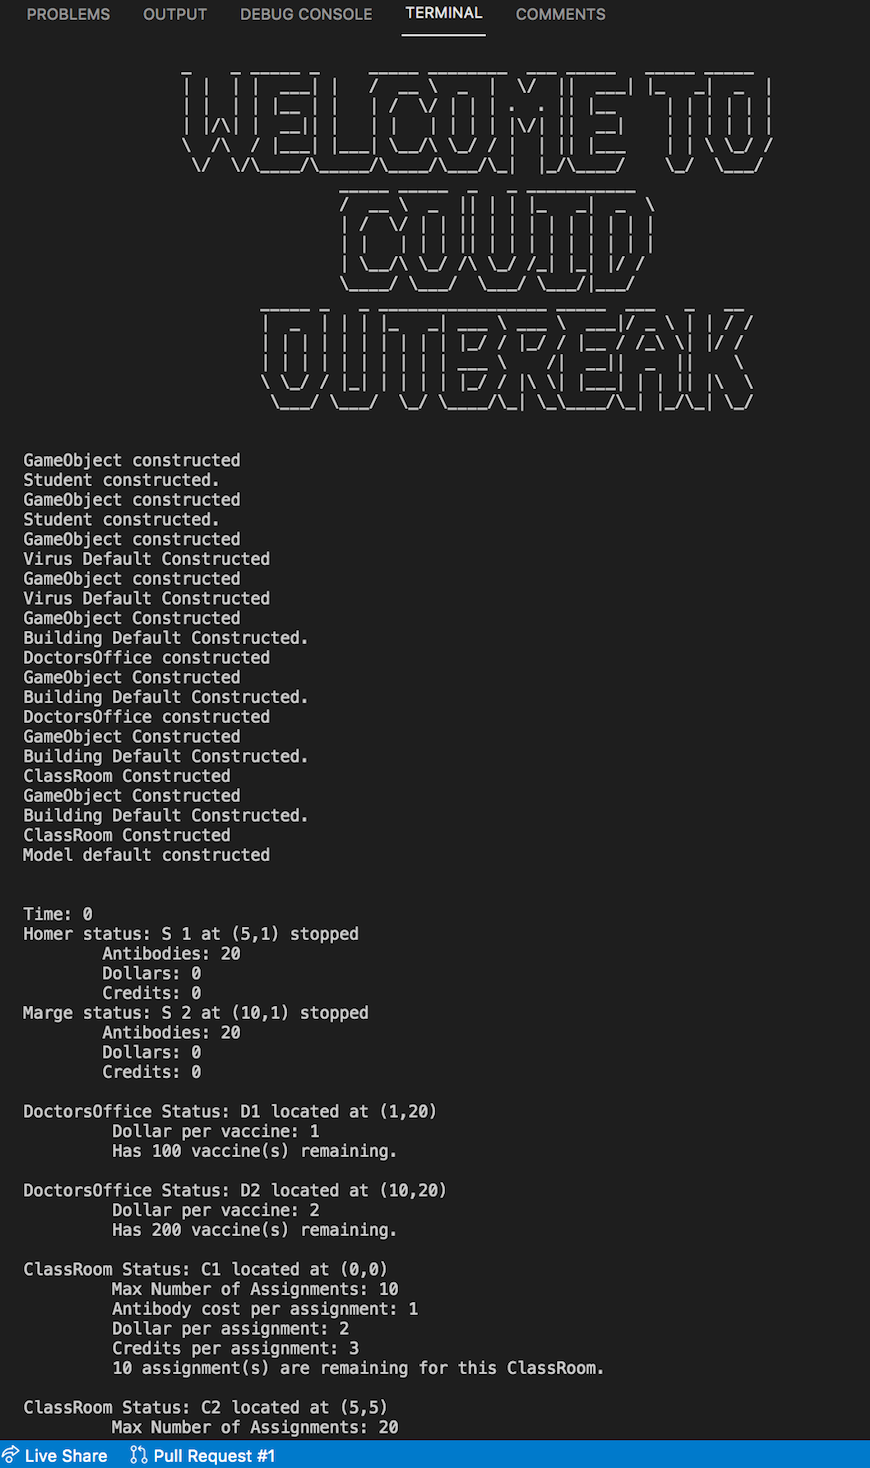 PROBLEMS OUTPUT DEBUG CONSOLE TERMINAL COMMENTS
WELCOME TO
COVID
OUTBREAK
GameObject constructed
Student constructed.
GameObject constructed
Student constructed.
GameObject constructed
Virus Default Constructed
GameObject constructed
Virus Default Constructed
GameObject Constructed
Building Default Constructed.
DoctorsOffice constructed
GameObject Constructed
Building Default Constructed.
DoctorsOffice constructed
GameObject Constructed
Building Default Constructed.
ClassRoom Constructed
GameObject Constructed
Building Default Constructed.
ClassRoom Constructed
Model default constructed
Time: 0
Homer status: S 1 at (5,1) stopped
Antibodies: 20
Dollars: 0
Credits: 0
Marge status: S 2 at (10,1) stopped
Antibodies: 20
Dollars: 0
Credits: 0
DoctorsOffice Status: D1 located at (1,20)
Dollar per vaccine: 1
Has 100 vaccine(s) remaining.
DoctorsOffice Status: D2 located at (10,20)
Dollar per vaccine: 2
Has 200 vaccine(s) remaining.
ClassRoom Status: C1 located at (0,0)
Max Number of Assignments: 10
Antibody cost per assignment: 1
Dollar per assignment: 2
Credits per assignment: 3
10 assignment(s) are remaining for this ClassRoom.
ClassRoom Status: C2 located at (5,5)
Max Number of Assignments: 20
Live Share Pull Request #1